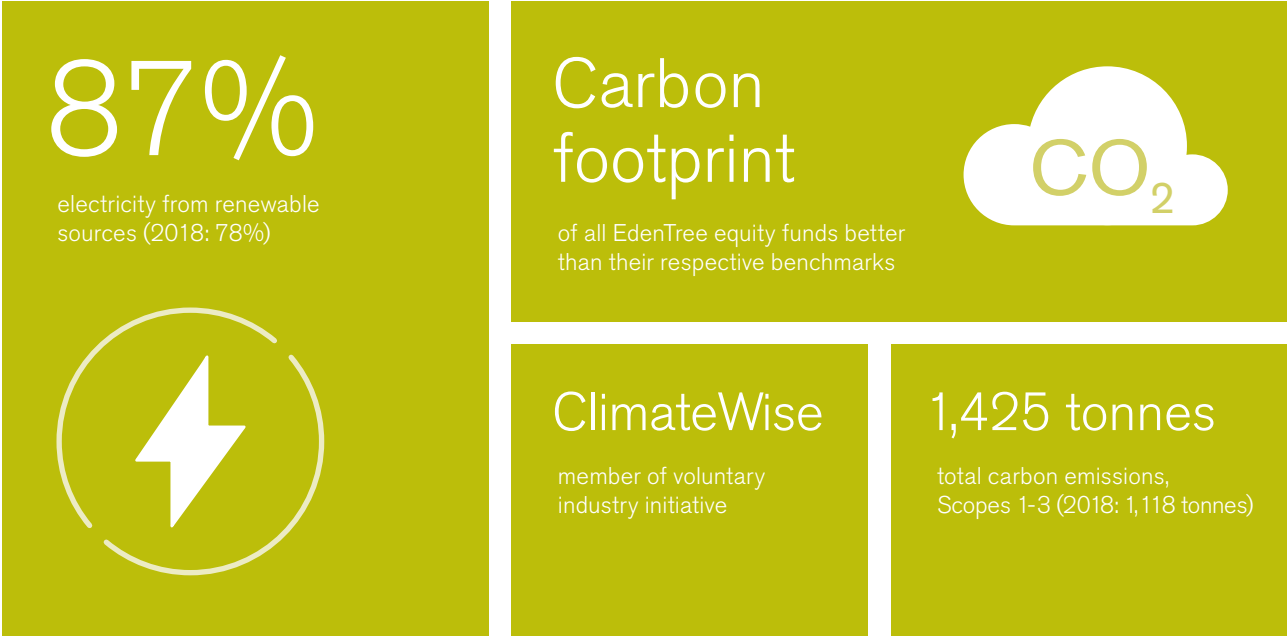 87%
electricity from renewable
sources (2018: 78%)
Carbon
footprint
of all EdenTree equity funds better
than their respective benchmarks
CO₂
ClimateWise
member of voluntary
industry initiative
1,425 tonnes
total carbon emissions,
Scopes 1-3 (2018: 1,118 tonnes)